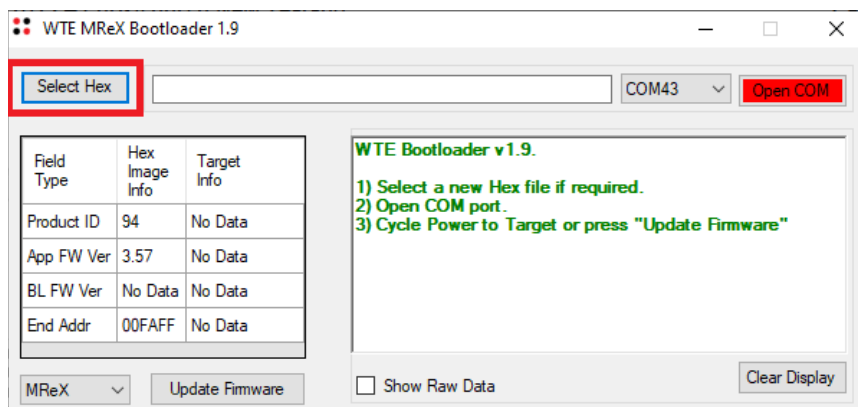 WTE MReX Bootloader 1.9
Select Hex
COM43
Open COM
Field Type
Hex Image Info
Target Info
Product ID 94 No Data
App FW Ver 3.57 No Data
BL FW Ver No Data No Data
End Addr 00FAFF No Data
MReX
Update Firmware
WTE Bootloader v1.9.
1) Select a new Hex file if required.
2) Open COM port.
3) Cycle Power to Target or press "Update Firmware"
Show Raw Data
Clear Display